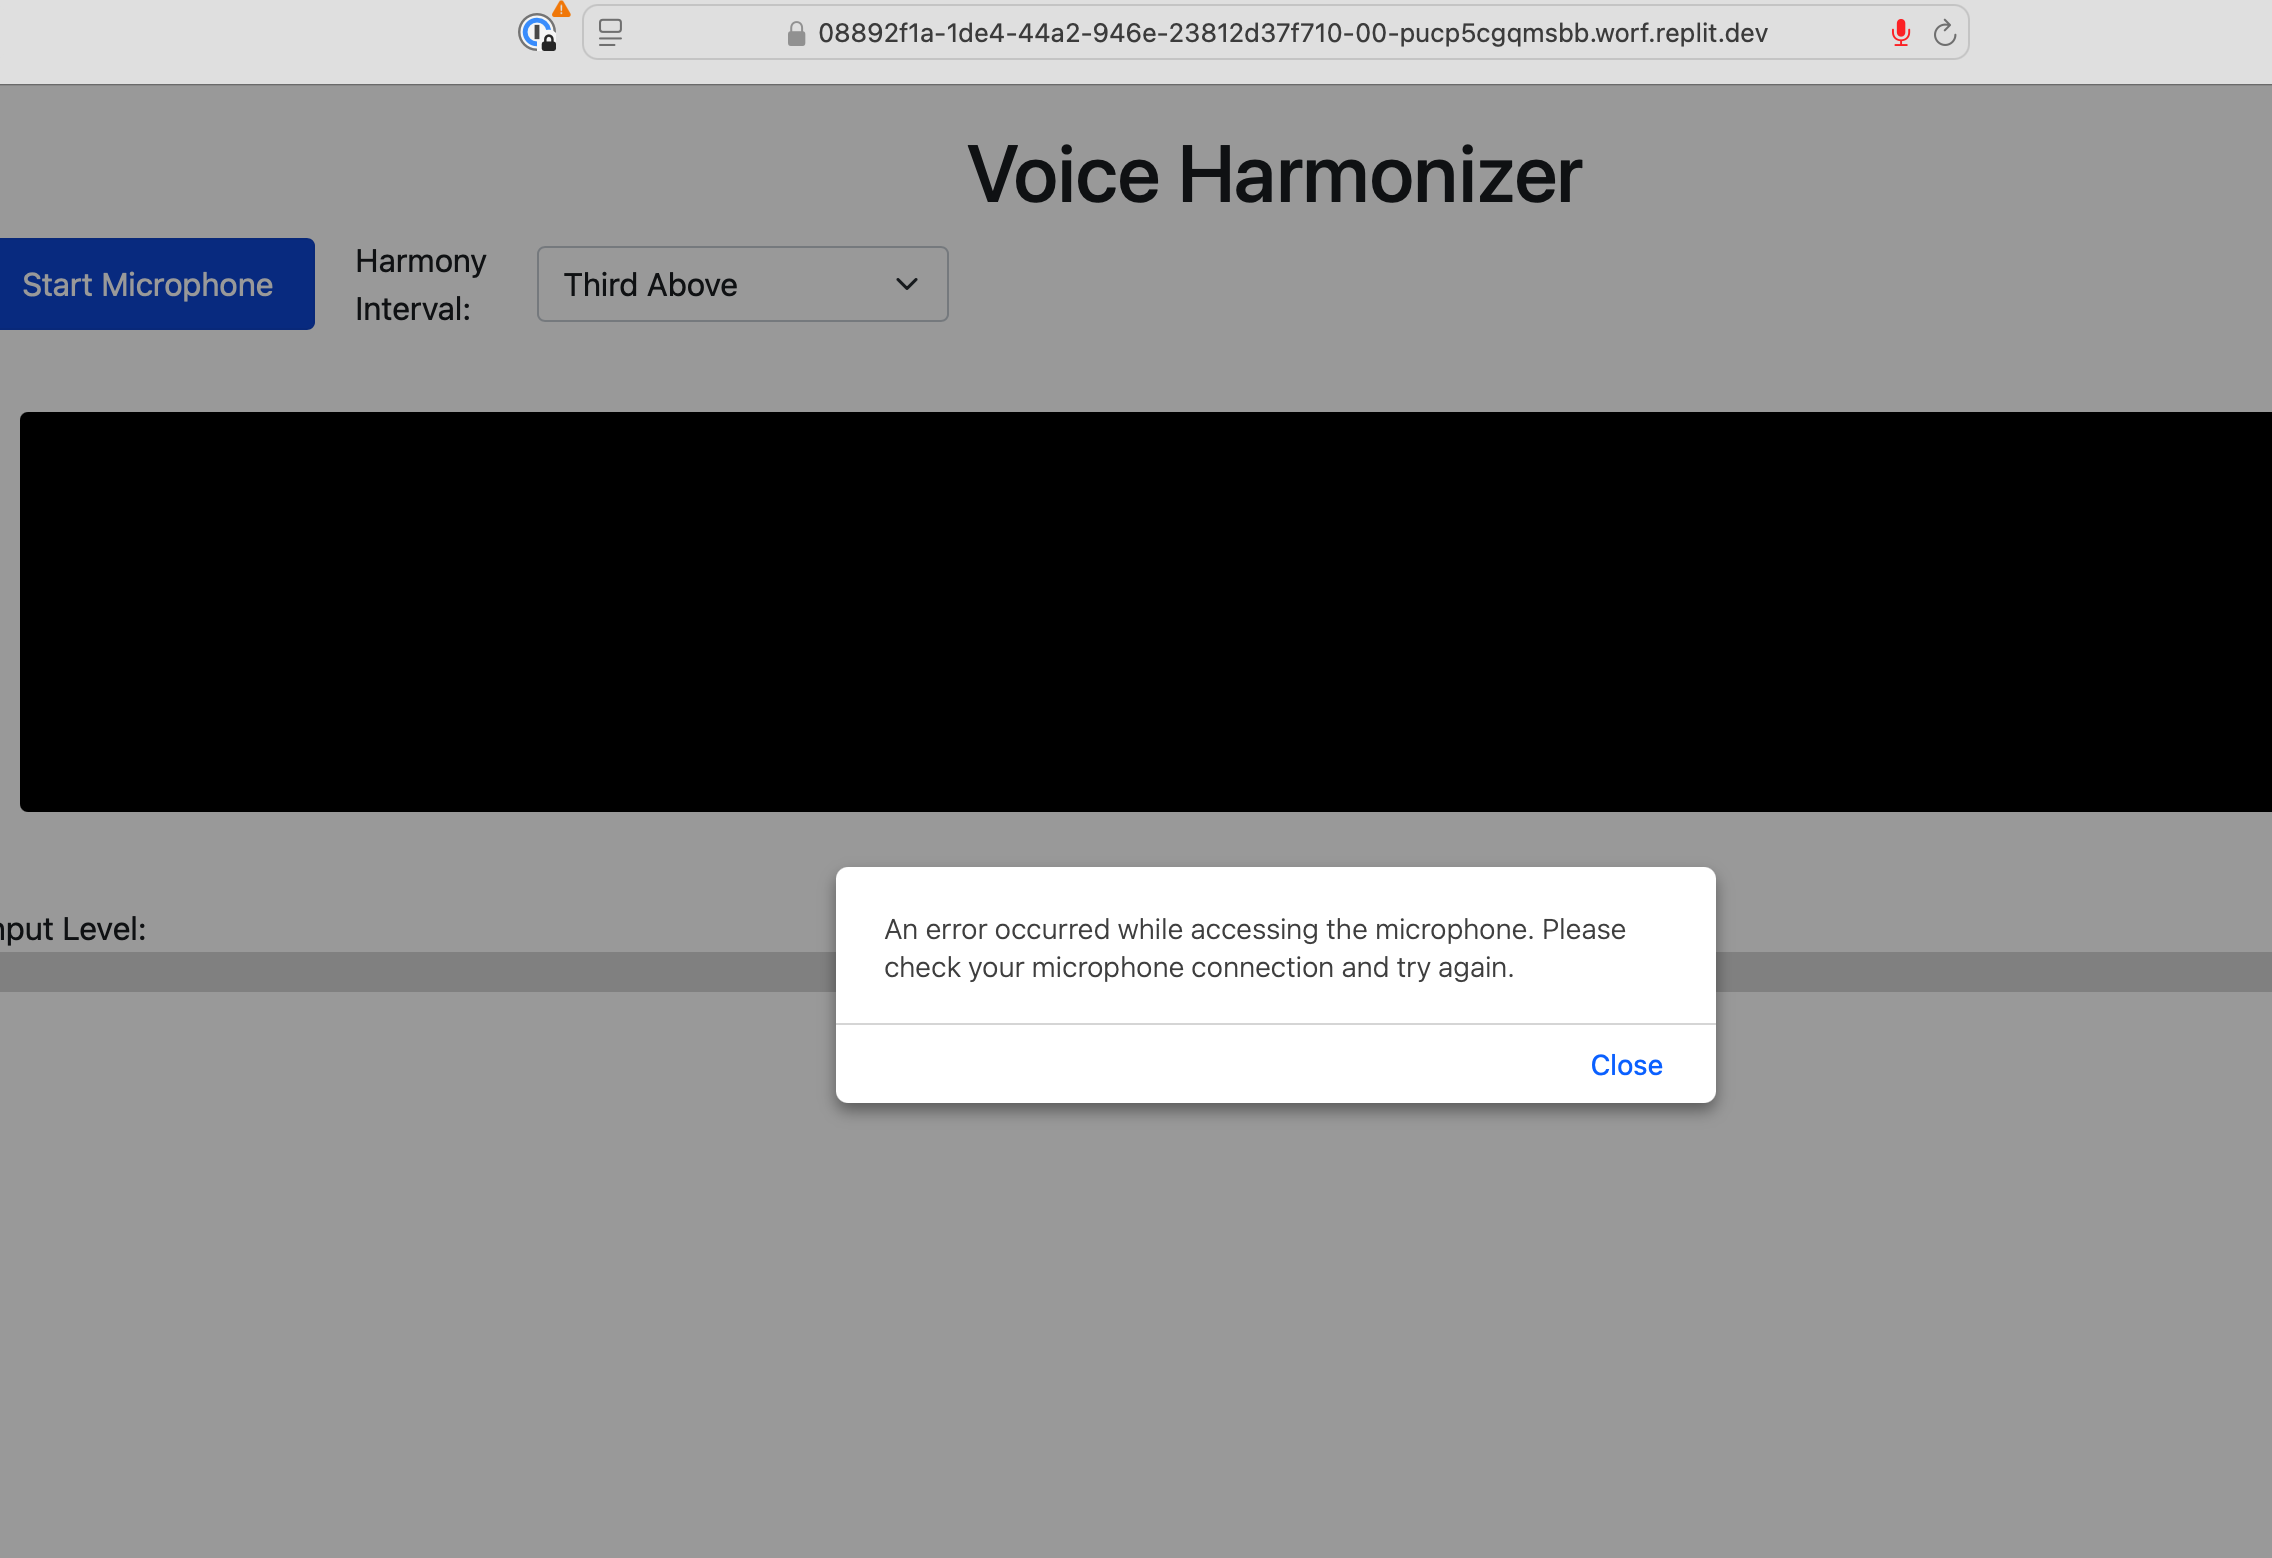 08892f1a-1de4-44a2-946e-23812d37f710-00-pucp5cgqmsbb.worf.replit.dev
Voice Harmonizer
Start Microphone
Harmony
Interval:
Third Above
nput Level:
An error occurred while accessing the microphone. Please
check your microphone connection and try again.
Close